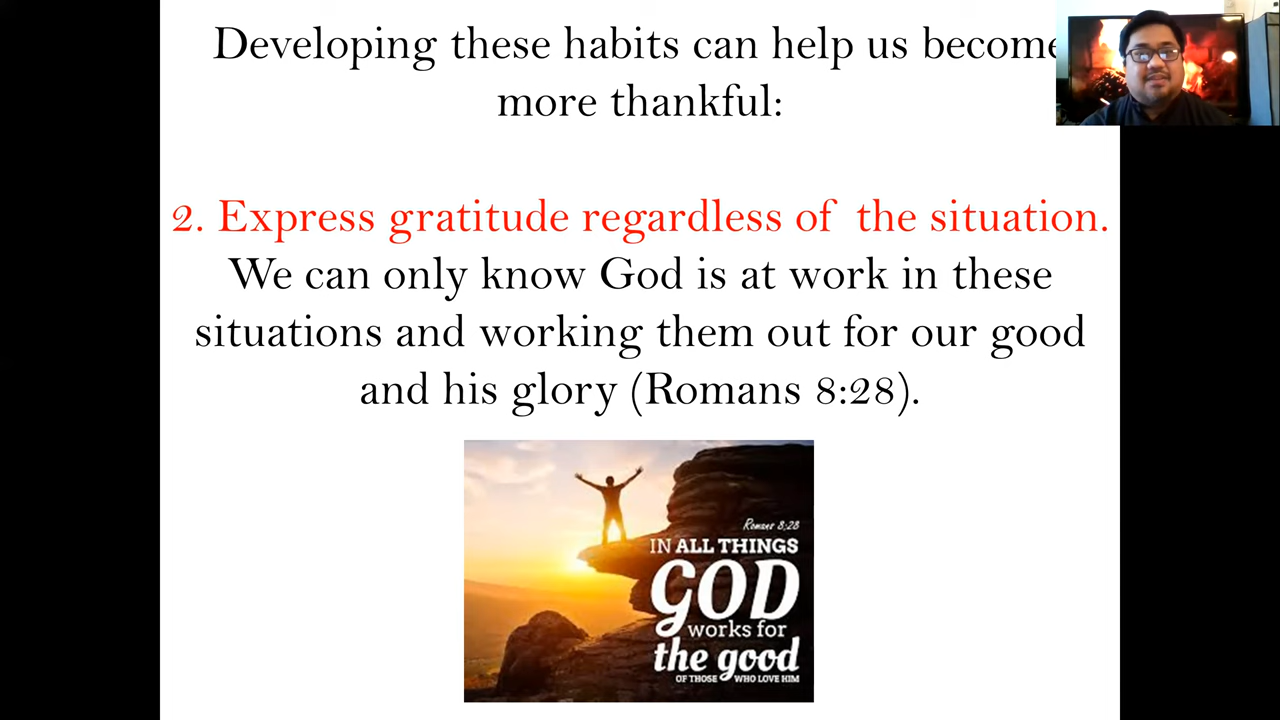 Developing these habits can help us become
more thankful:
2. Express gratitude regardless of the situation.
We can only know God is at work in these
situations and working them out for our good
and his glory (Romans 8:28).
Romans 8:28
IN ALL THINGS
GOD
works for
the good
OF THOSE WHO LOVE HIM